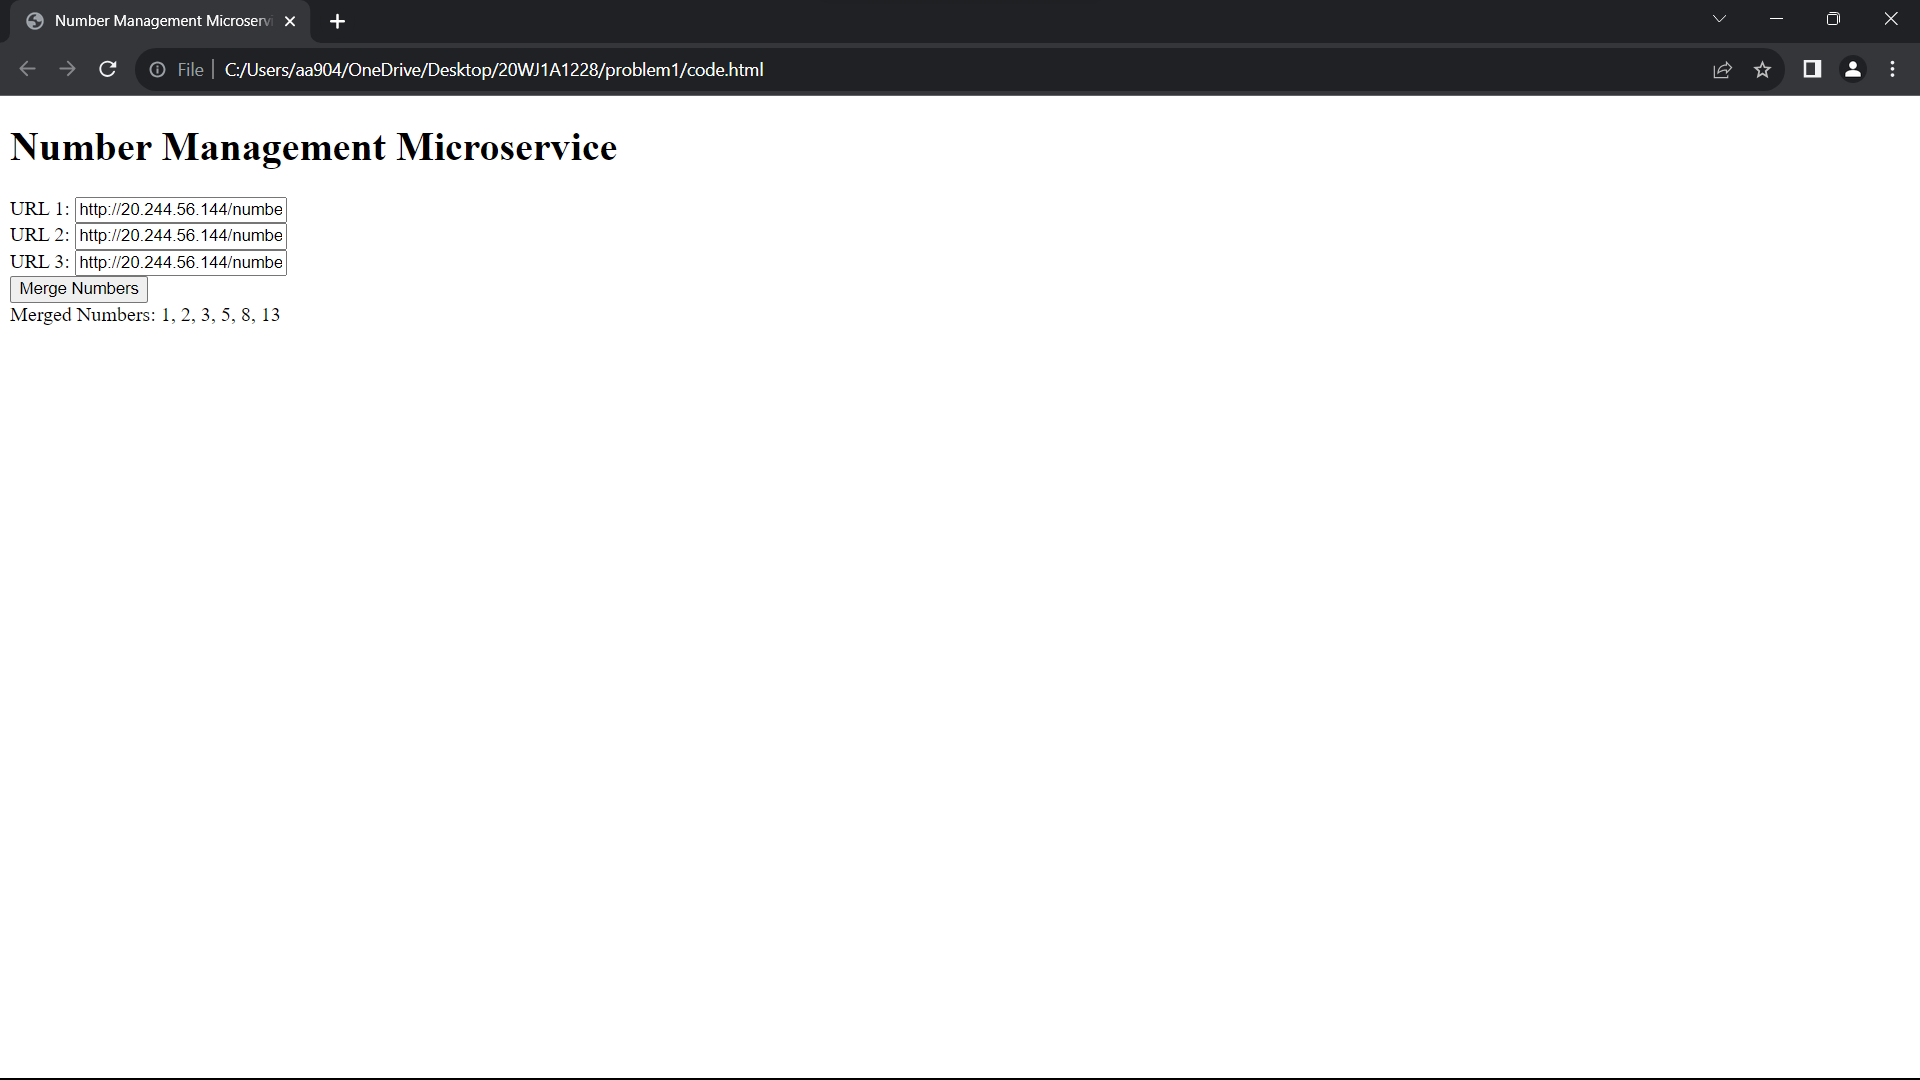 Number Management Microservi
File
C:/Users/aa904/OneDrive/Desktop/20WJ1A1228/problem1/code.html
Number Management Microservice
URL 1: http://20.244.56.144/numbe
URL 2: http://20.244.56.144/numbe
URL 3: http://20.244.56.144/numbe
Merge Numbers
Merged Numbers: 1, 2, 3, 5, 8, 13